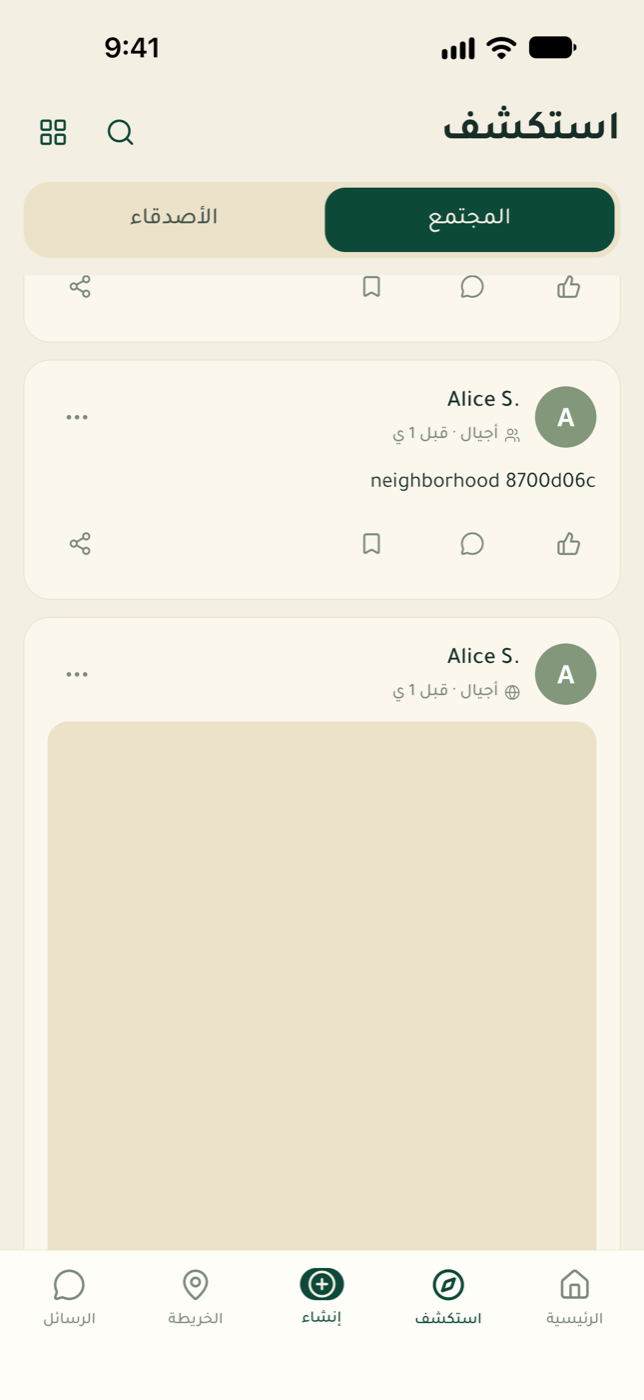 9:41
استكشف
المجتمع
الأصدقاء
Alice S.
أجيال · قبل 1 ي
neighborhood 8700d06c
Alice S.
أجيال · قبل 1 ي
الرئيسية
استكشف
إنشاء
الخريطة
الرسائل
A
A